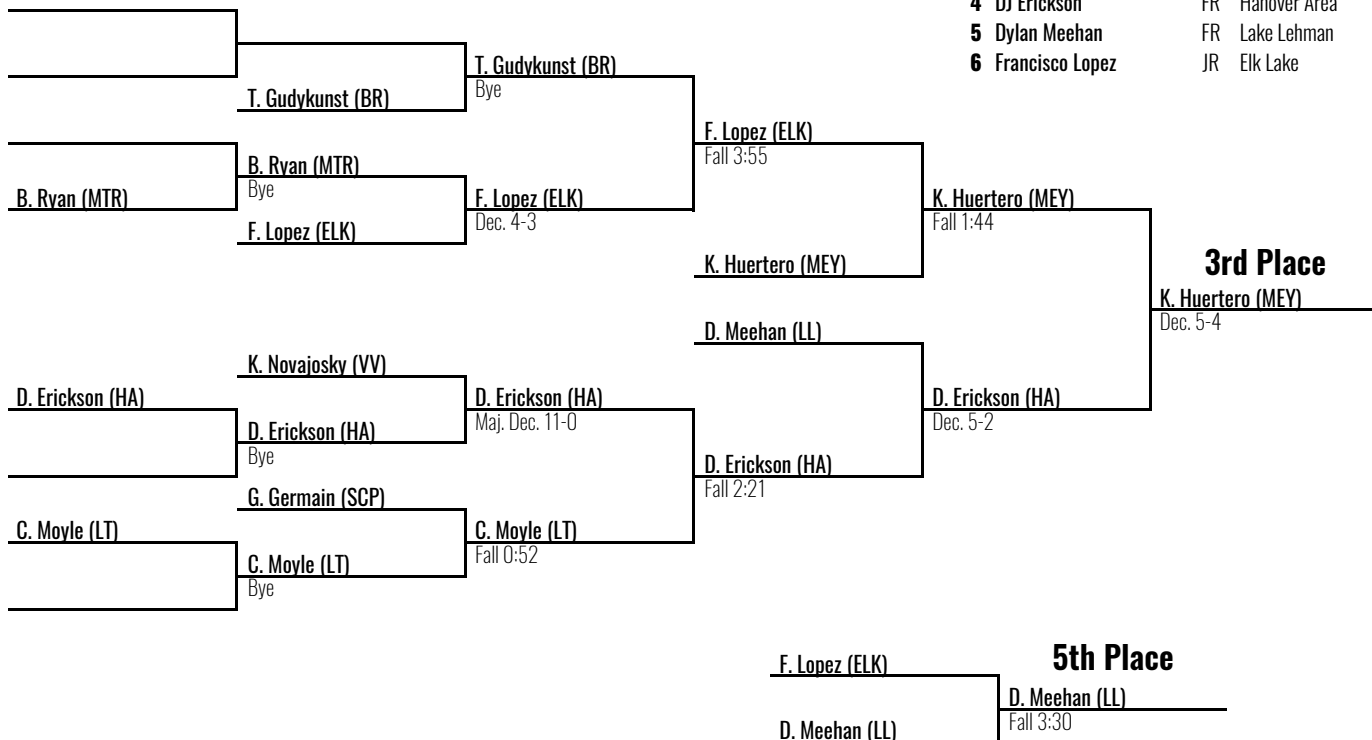 4 DJ Erickson FR Hanover Area
5 Dylan Meehan FR Lake Lehman
6 Francisco Lopez JR Elk Lake
T. Gudykunst (BR)
Bye
T. Gudykunst (BR)
F. Lopez (ELK)
Fall 3:55
B. Ryan (MTR)
Bye
B. Ryan (MTR)
F. Lopez (ELK)
Dec. 4-3
K. Huertero (MEY)
Fall 1:44
F. Lopez (ELK)
K. Huertero (MEY)
3rd Place
K. Huertero (MEY)
Dec. 5-4
D. Meehan (LL)
K. Novajosky (VV)
D. Erickson (HA)
D. Erickson (HA)
Maj. Dec. 11-0
D. Erickson (HA)
Dec. 5-2
D. Erickson (HA)
Bye
D. Erickson (HA)
Fall 2:21
G. Germain (SCP)
C. Moyle (LT)
C. Moyle (LT)
Fall 0:52
C. Moyle (LT)
Bye
5th Place
F. Lopez (ELK)
D. Meehan (LL)
Fall 3:30
D. Meehan (LL)